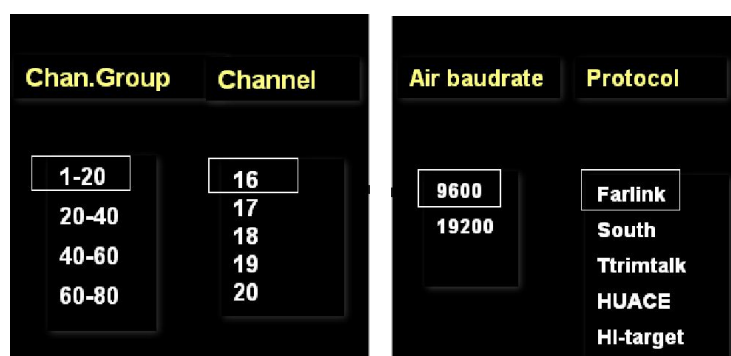 Chan.Group Channel
1-20 16
20-40 17
40-60 18
60-80 19
20
Air baudrate Protocol
9600 Farlink
19200 South
Ttrimtalk
HUACE
HI-target